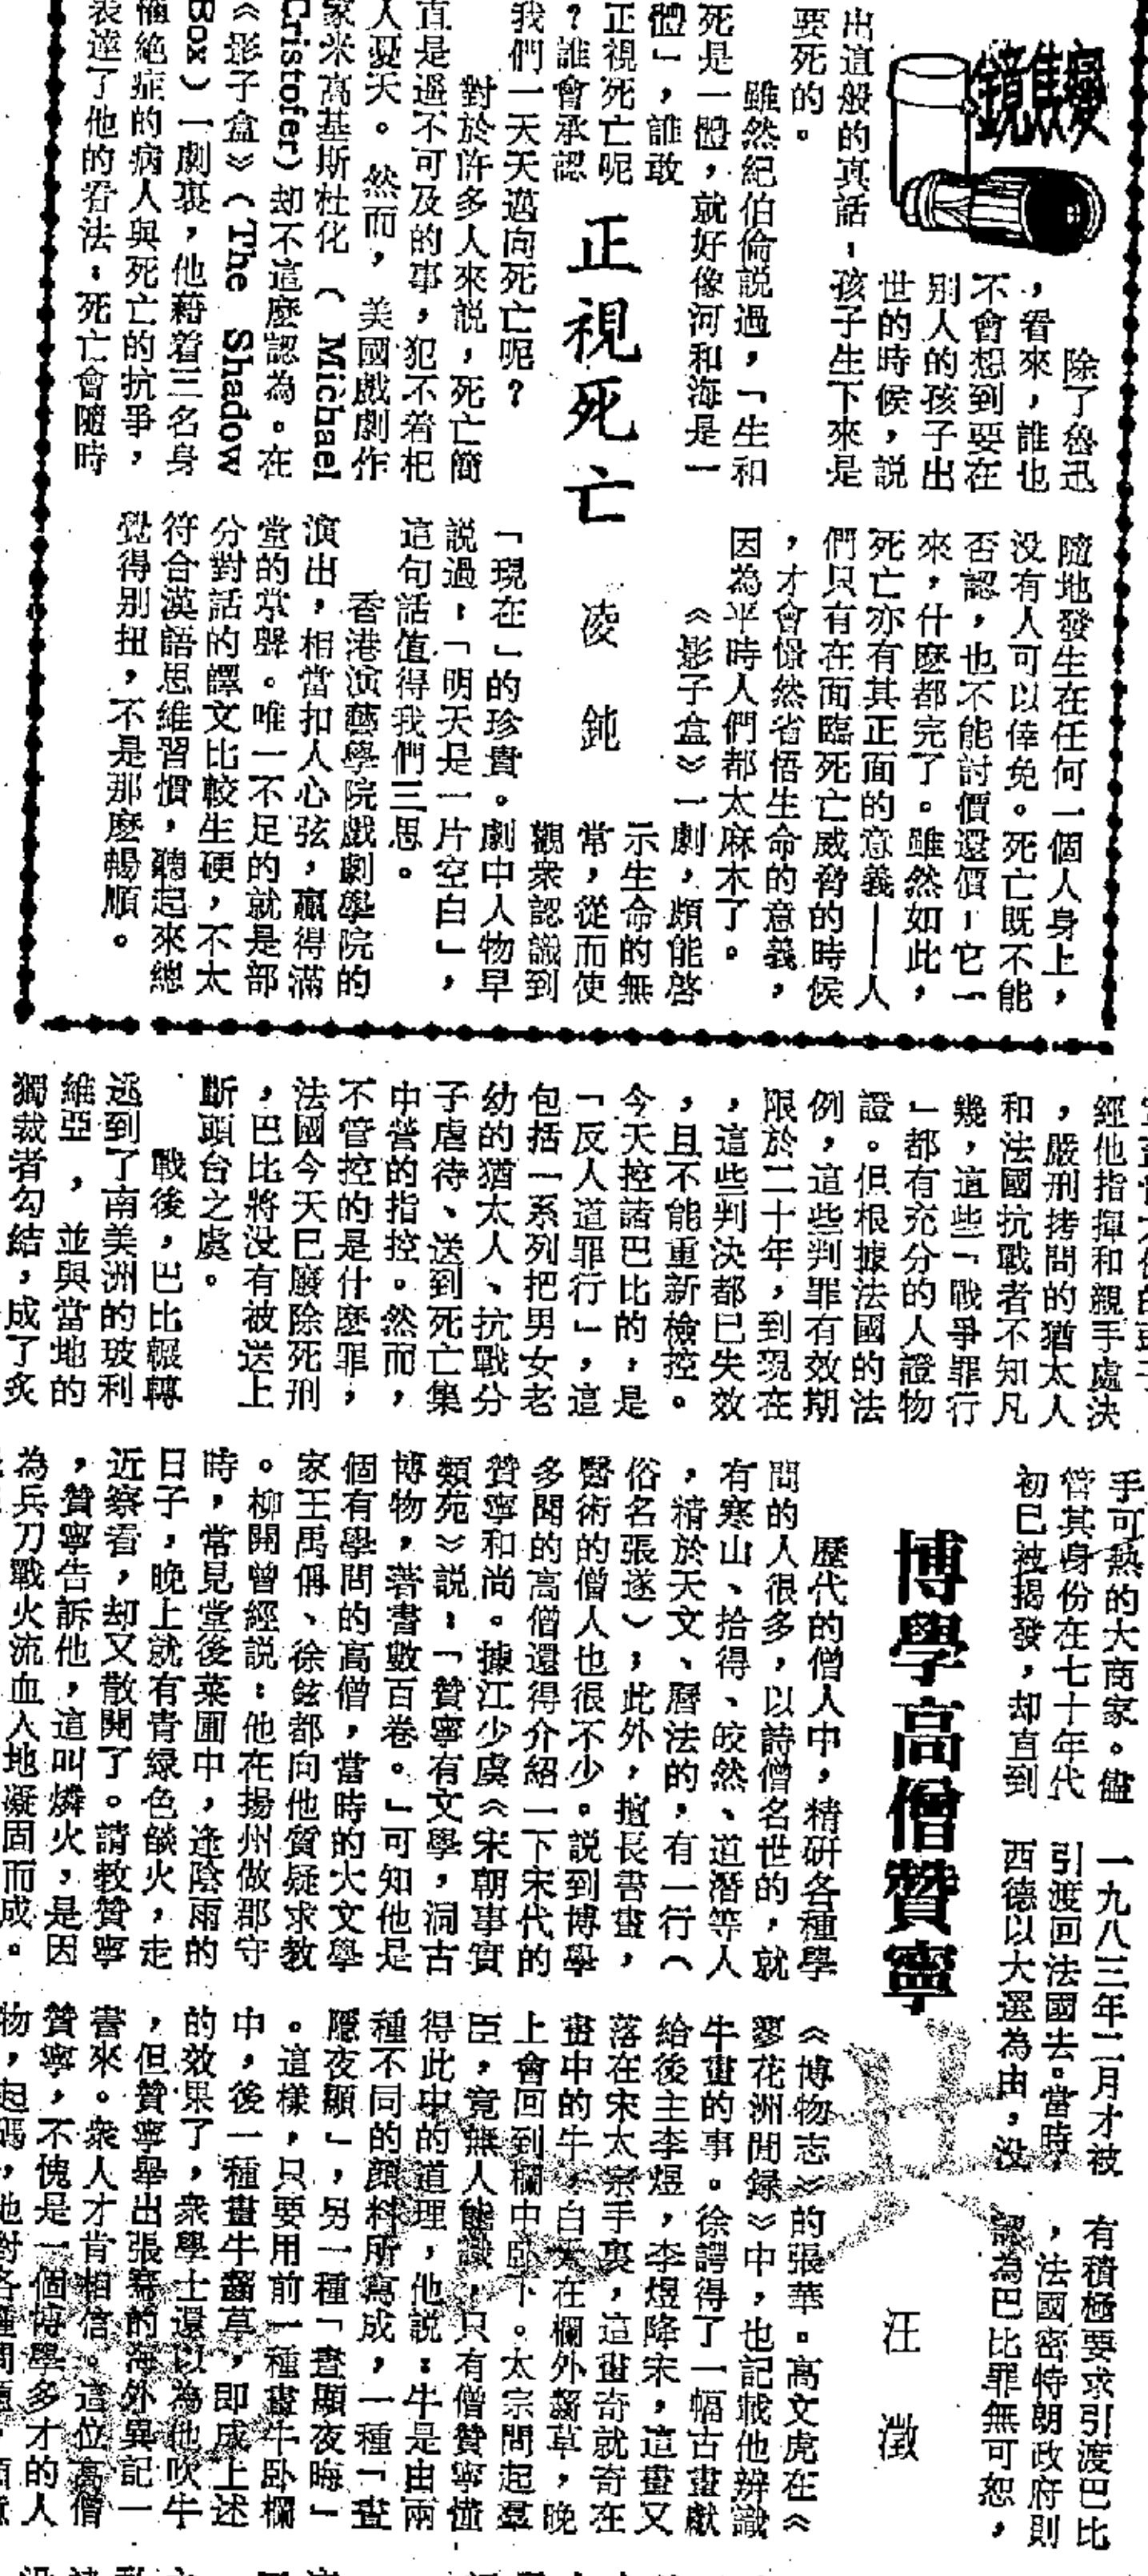 變焦鏡
正視死亡
凌鈍
除了魯迅
，看來，誰也
不會想到要在
別人的孩子出
世的時候，説
出這般的真話：孩子生下來是
要死的。
雖然紀伯倫説過，「生和
死是一體，就好像河和海是一
體」，誰敢
正視死亡呢
？誰會承認
我們一天天邁向死亡呢？
對於許多人來説，死亡簡
直是遥不可及的事，犯不着杞
人憂天。然而，美國戲劇作
家米高基斯杜化（Michael
Cristofer）却不這麽認為。在
《影子盒》（The Shadow
Box）一劇裏，他藉着三名身
罹絶症的病人與死亡的抗爭，
表達了他的看法：死亡會隨時
隨地發生在任何一個人身上，
没有人可以倖免。死亡既不能
否認，也不能討價還價，它一
來，什麽都完了。雖然如此，
死亡亦有其正面的意義——人
們只有在面臨死亡威脅的時侯
，才會憬然省悟生命的意義，
因為平時人們都太麻木了。
《影子盒》一劇，頗能啓
示生命的無
常，從而使
觀衆認識到
「現在」的珍貴。劇中人物早
説過，「明天是一片空白」，
這句話值得我們三思。
香港演藝學院戲劇學院的
演出，相當扣人心弦，贏得滿
堂的掌聲。唯一不足的就是部
分對話的譯文比較生硬，不太
符合漢語思維習慣，聽起來總
覺得别扭，不是那麽暢順。
經他指揮和親手處決
，嚴刑拷問的猶太人
和法國抗戰者不知凡
幾，這些「戰爭罪行
」都有充分的人證物
證。但根據法國的法
例，這些判罪有效期
限於二十年，到現在
，這些判決都已失效
，且不能重新檢控。
今天控諸巴比的，是
「反人道罪行」，這
包括一系列把男女老
幼的猶太人、抗戰分
子虐待、送到死亡集
中營的指控。然而，
不管控的是什麽罪，
法國今天已廢除死刑
，巴比將没有被送上
斷頭台之虞。
戰後，巴比輾轉
逃到了南美洲的玻利
維亞，並與當地的
獨裁者勾結，成了炙
手可熱的大商家。儘
管其身份在七十年代
初已被揭發，却直到
一九八三年二月才被
引渡回法國去。當時，
西德以大選為由，没
有積極要求引渡巴比
，法國密特朗政府則
認為巴比罪無可恕，
博學高僧贊寧
汪澂
歷代的僧人中，精研各種學
問的人很多，以詩僧名世的，就
有寒山、拾得、皎然、道潛等人
，精於天文、曆法的，有一行（
俗名張遂），此外，擅長書畫，
醫術的僧人也很不少。説到博學
多聞的高僧還得介紹一下宋代的
贊寧和尚。據江少虞《宋朝事實
類苑》説：「贊寧有文學，洞古
博物，著書數百卷。」可知他是
個有學問的高僧，當時的大文學
家王禹偁、徐鉉都向他質疑求教
。柳開曾經説：他在揚州做郡守
時，常見堂後菜圃中，逢陰雨的
日子，晚上就有青綠色燄火，走
近察看，却又散開了。請教贊寧
，贊寧告訴他，這叫燐火，是因
為兵刀戰火流血入地凝固而成。
《博物志》的張華。高文虎在《
蓼花洲閒録》中，也記載他辨識
牛畫的事。徐諤得了一幅古畫獻
給後主李煜，李煜降宋，這畫又
落在宋太宗手裏，這畫奇就奇在
畫中的牛，白天在欄外齧草，晚
上會回到欄中卧下。太宗問起羣
臣，竟無人能識，只有僧贊寧懂
得此中的道理，他説：牛是由兩
種不同的顔料所寫成，一種「晝
隱夜顯」，另一種「晝顯夜晦」
。這樣，只要用前一種畫牛卧欄
中，後一種畫牛齧草，即成上述
的效果了，衆學士還以為他吹牛
，但贊寧舉出張騫的海外異記一
書來。衆人才肯相信。這位高僧
贊寧，不愧是一個博學多才的人
物，起碼，他對各種問題，